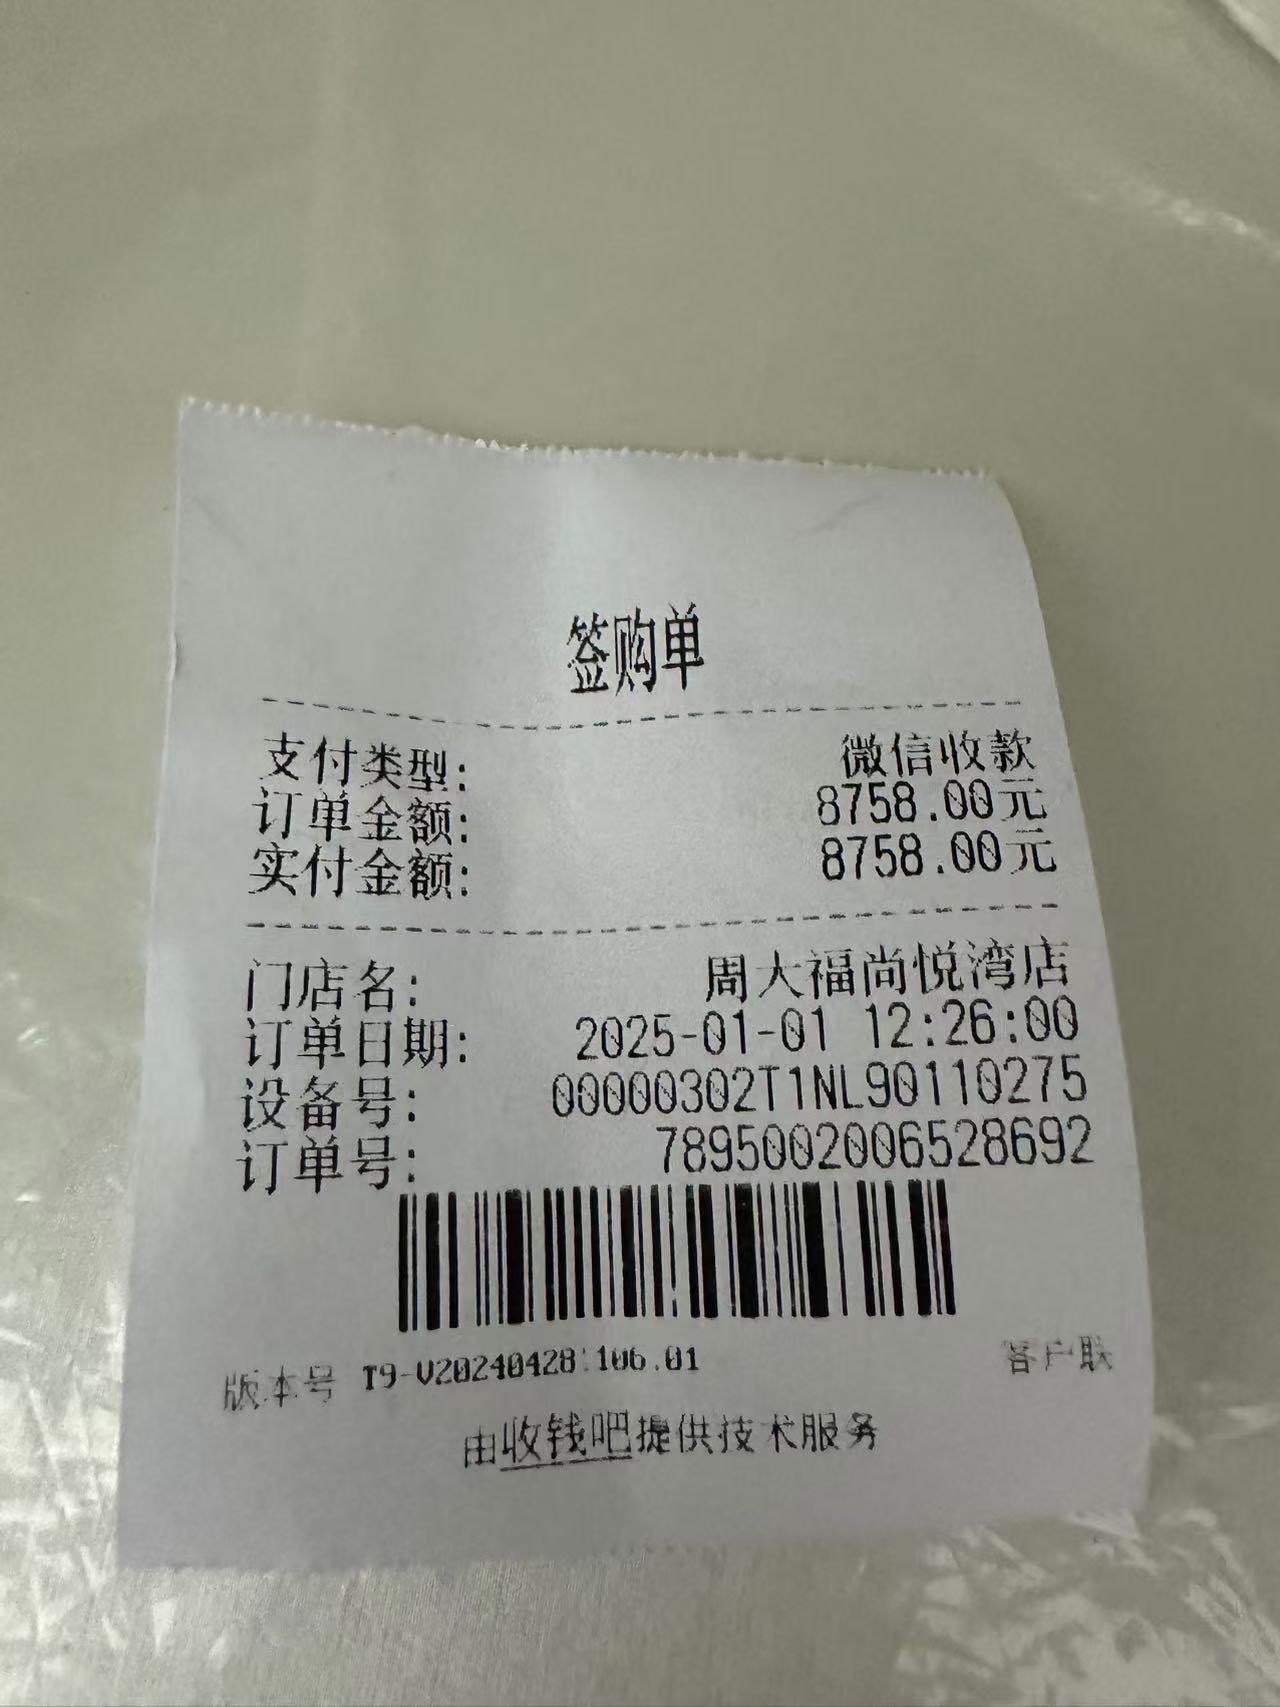 签购单
支付类型: 微信收款
订单金额: 8758.00元
实付金额: 8758.00元
门店名: 周大福尚悦湾店
订单日期: 2025-01-01 12:26:00
设备号: 00000302T1NL90110275
订单号: 7895002006528692
版本号 T9-V20240428:106.01 客户联
由收钱吧提供技术服务